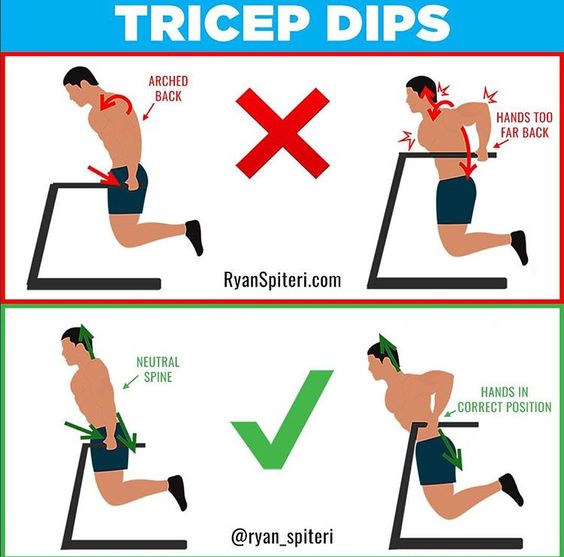 TRICEP DIPS
ARCHED
BACK
HANDS TOO
FAR BACK
RyanSpiteri.com
NEUTRAL
SPINE
HANDS IN
CORRECT POSITION
@ryan_spiteri